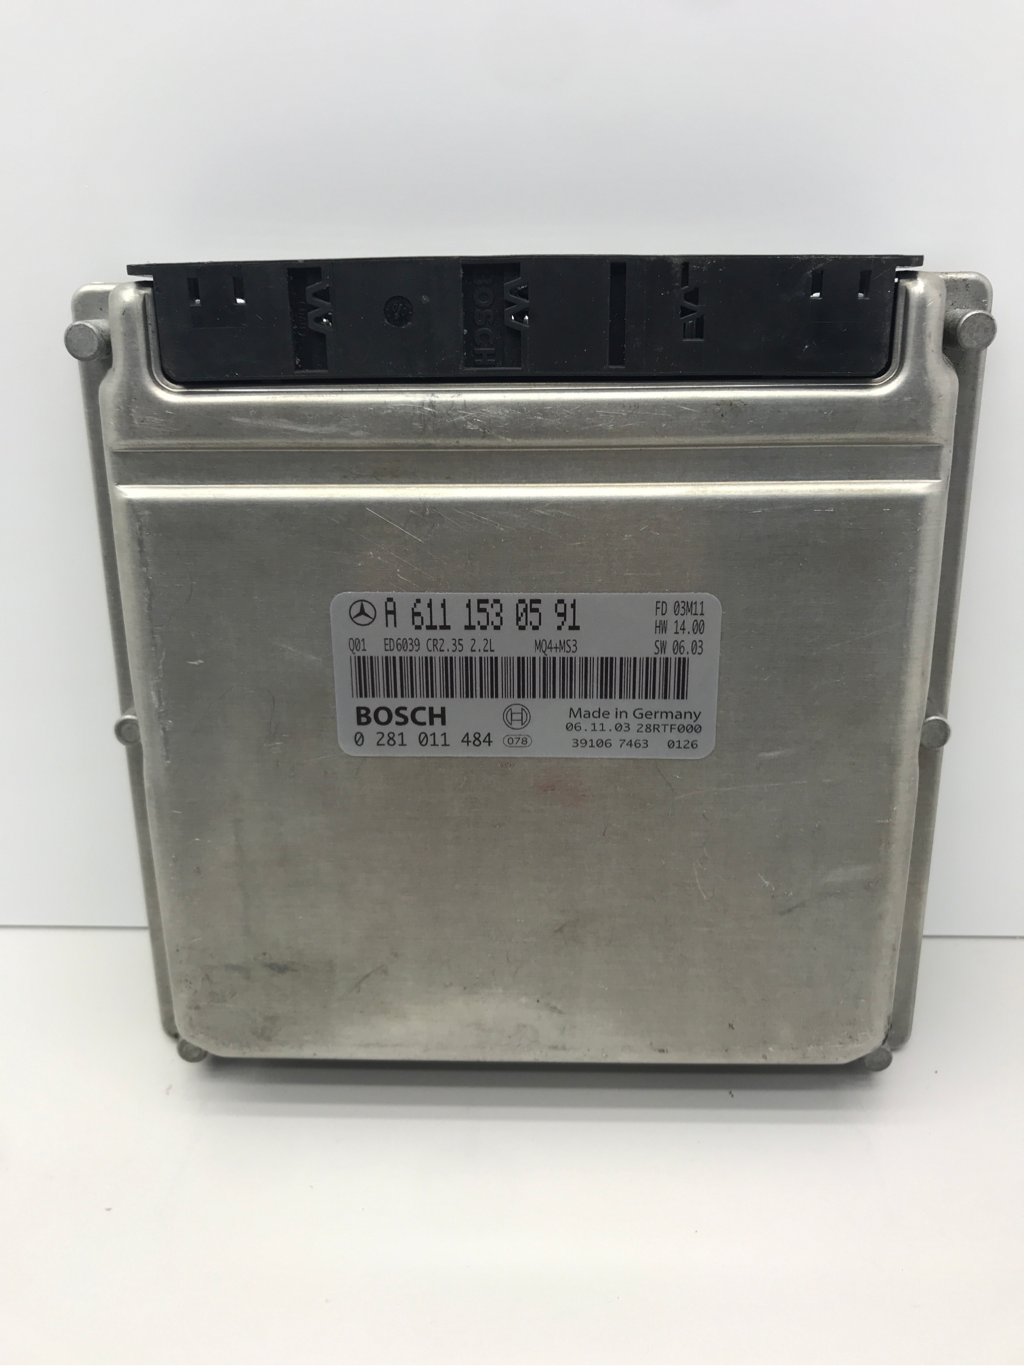 BOSCH
A 611 153 05 91
FD 03M11
HW 14.00
Q01 ED6039 CR2.35 2.2L MQ4+MS3 SW 06.03
BOSCH Made in Germany
06.11.03 28RTF000
0 281 011 484 078 39106 7463 0126